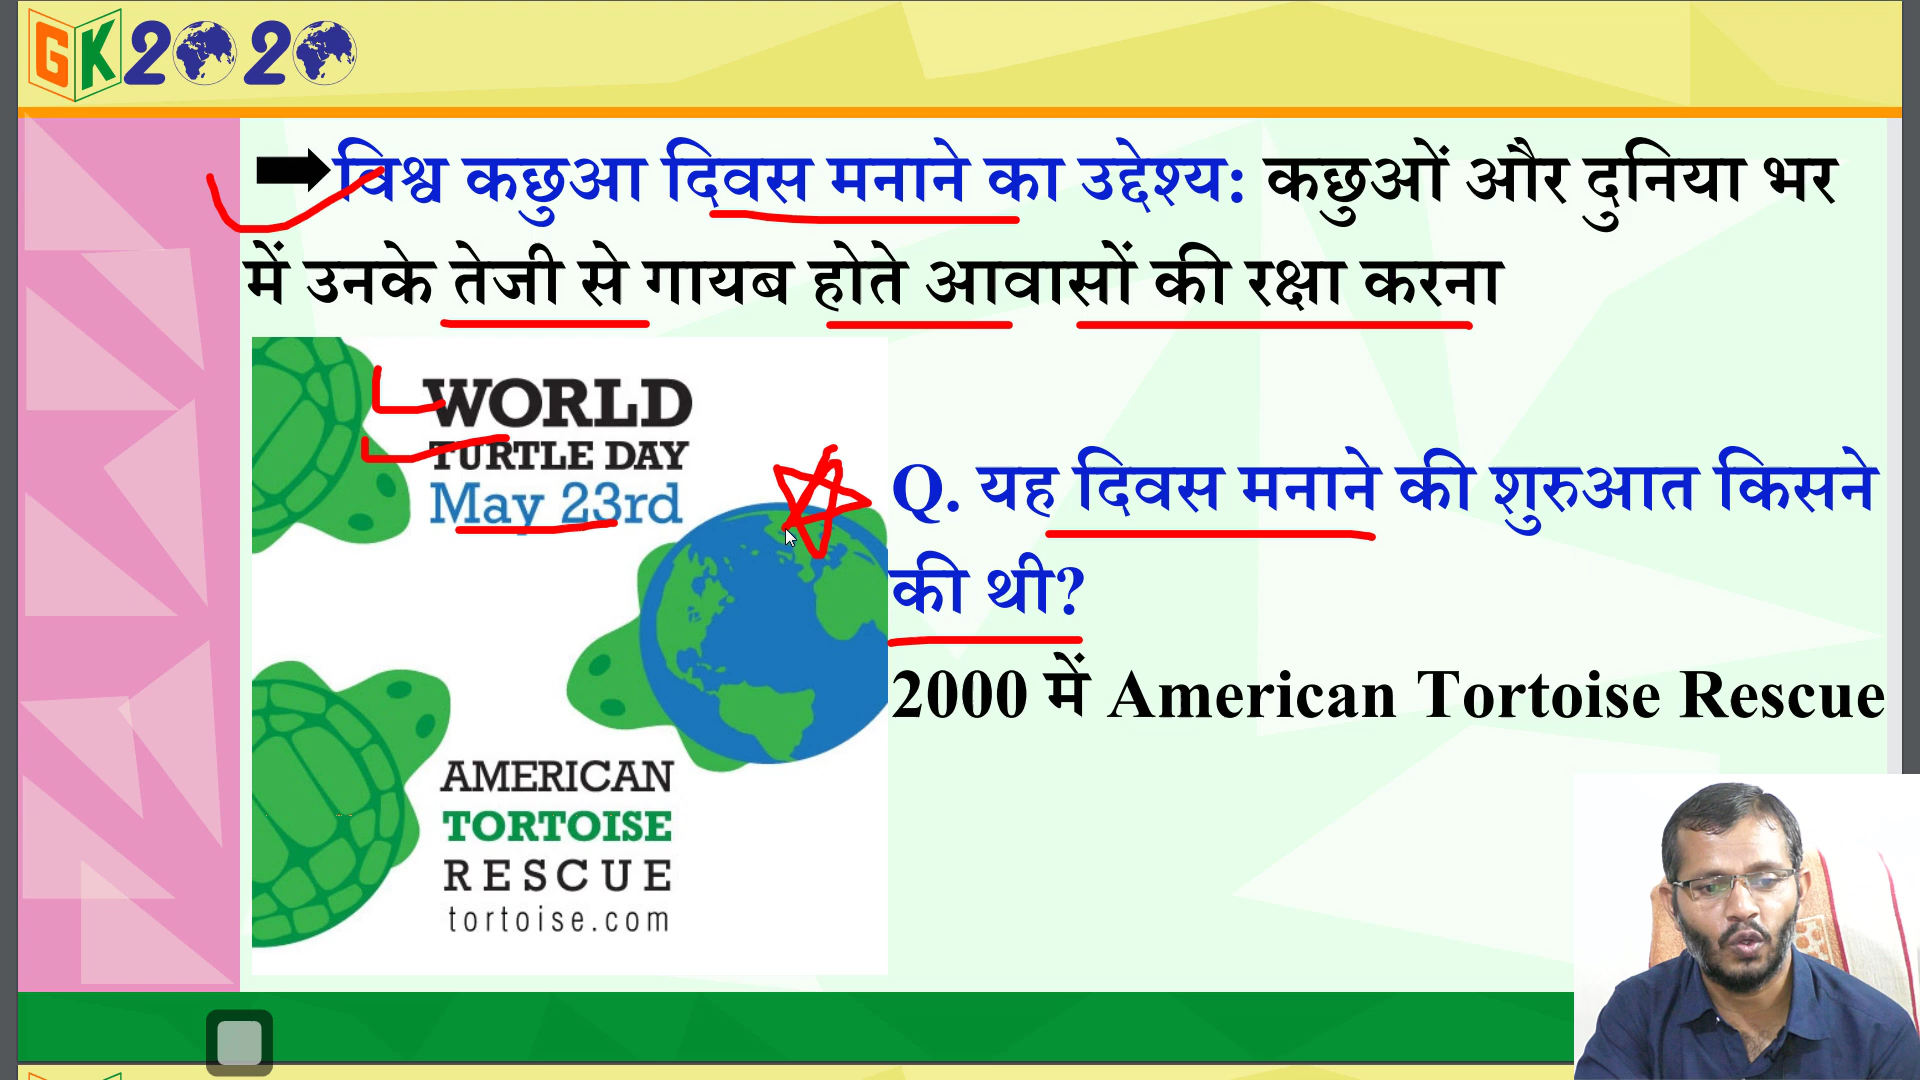 GK2020
विश्व कछुआ दिवस मनाने का उद्देश्य: कछुओं और दुनिया भर
में उनके तेजी से गायब होते आवासों की रक्षा करना
WORLD
TURTLE DAY
May 23rd
Q. यह दिवस मनाने की शुरुआत किसने
की थी?
2000 में American Tortoise Rescue
AMERICAN
TORTOISE
RESCUE
tortoise.com